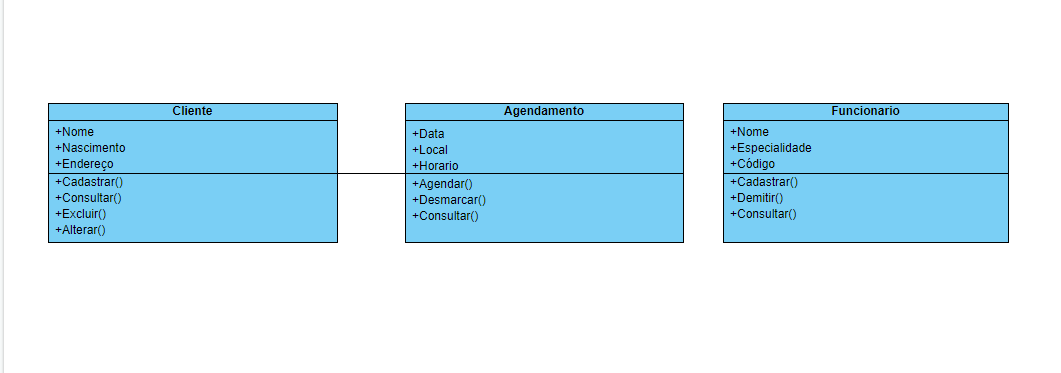 Cliente
+Nome
+Nascimento
+Endereço
+Cadastrar()
+Consultar()
+Excluir()
+Alterar()
Agendamento
+Data
+Local
+Horario
+Agendar()
+Desmarcar()
+Consultar()
Funcionario
+Nome
+Especialidade
+Código
+Cadastrar()
+Demitir()
+Consultar()